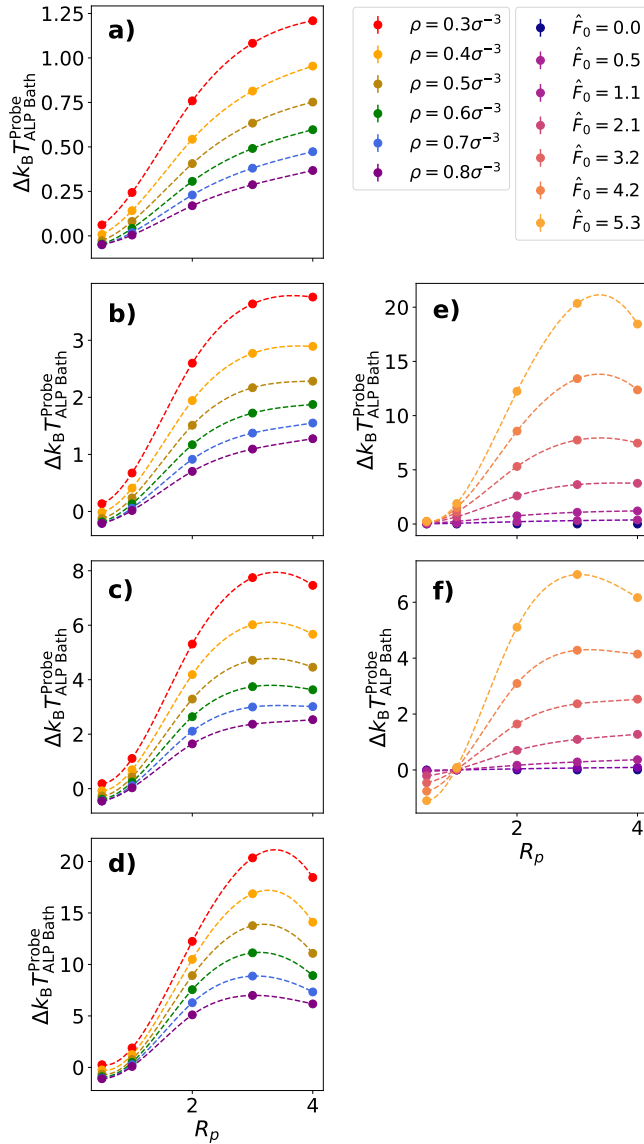 a)
1.25
1.00
0.75
0.50
0.25
0.00
Δk_B T^Probe_ALP Bath
ρ = 0.3σ⁻³
ρ = 0.4σ⁻³
ρ = 0.5σ⁻³
ρ = 0.6σ⁻³
ρ = 0.7σ⁻³
ρ = 0.8σ⁻³
F̂₀ = 0.0
F̂₀ = 0.5
F̂₀ = 1.1
F̂₀ = 2.1
F̂₀ = 3.2
F̂₀ = 4.2
F̂₀ = 5.3
b)
3
2
1
0
Δk_B T^Probe_ALP Bath
e)
20
15
10
5
0
Δk_B T^Probe_ALP Bath
c)
8
6
4
2
0
Δk_B T^Probe_ALP Bath
f)
6
4
2
0
Δk_B T^Probe_ALP Bath
2
4
R_p
d)
20
15
10
5
0
Δk_B T^Probe_ALP Bath
2
4
R_p